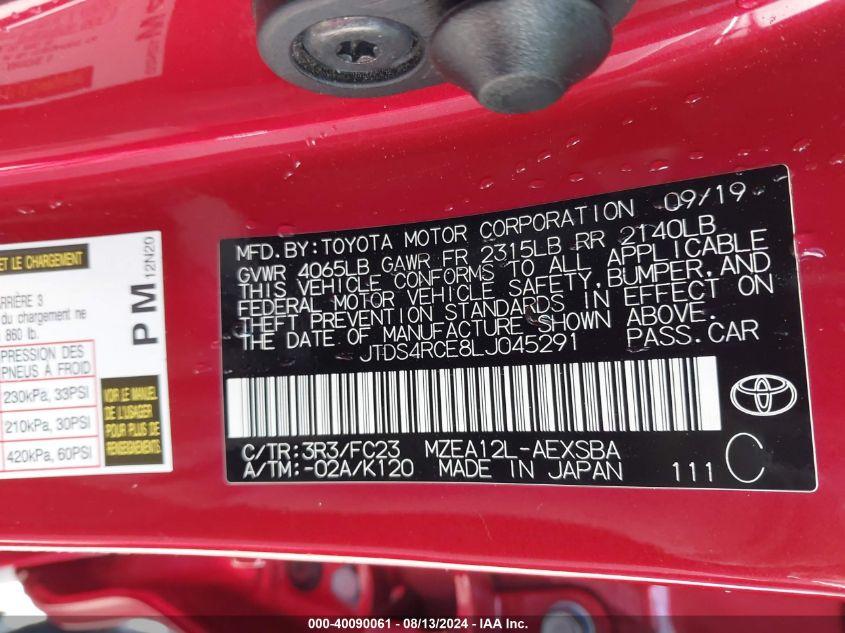 ET LE CHARGEMENT
ARRIÈRE 3
du chargement ne
860 lb.
PRESSION DES
PNEUS À FROID
230kPa, 33PSI
210kPa, 30PSI
420kPa, 60PSI
PM
12N20
VOIR LE MANUEL
DE L'USAGER
POUR PLUS DE
RENSEIGNEMENTS
09/19
MFD.BY:TOYOTA MOTOR CORPORATION
GVWR 4065LB GAWR FR 2315LB RR 2140LB
THIS VEHICLE CONFORMS TO ALL APPLICABLE
FEDERAL MOTOR VEHICLE SAFETY,BUMPER,AND
THEFT PREVENTION STANDARDS IN EFFECT ON
THE DATE OF MANUFACTURE SHOWN ABOVE.
JTDS4RCE8LJ045291 PASS.CAR
C/TR:3R3/FC23 MZEA12L-AEXSBA
A/TM:-02A/K120 MADE IN JAPAN 111 C
000-40090061 - 08/13/2024 - IAA Inc.